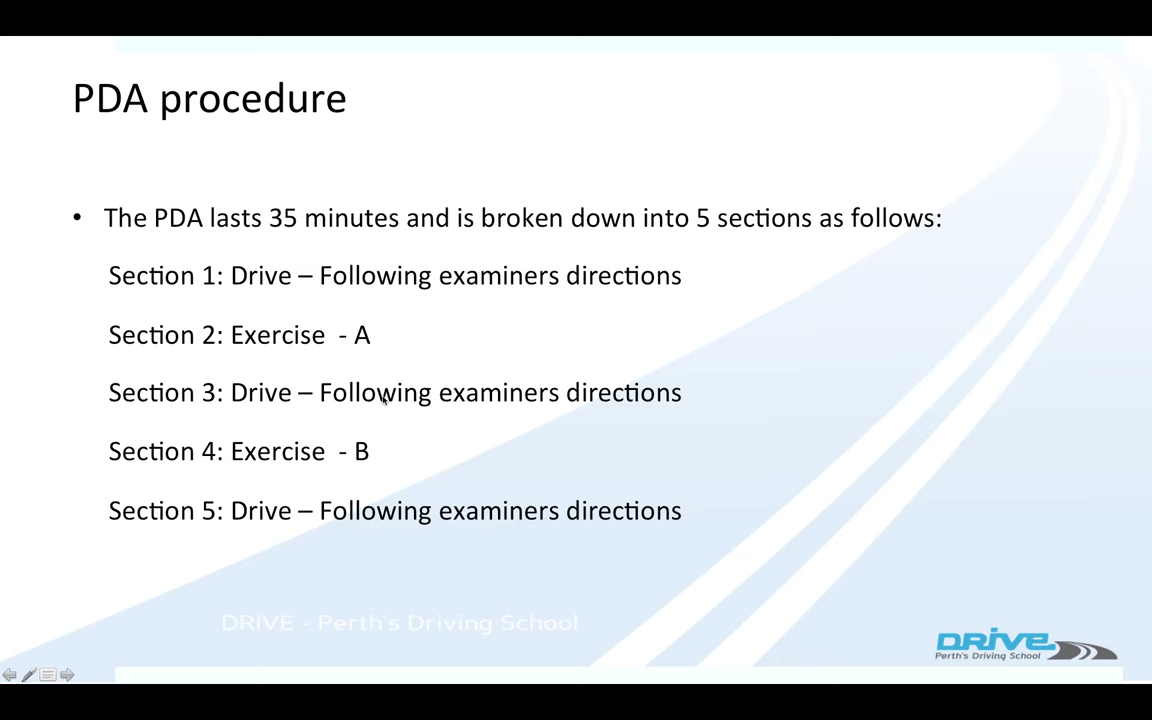 PDA procedure
• The PDA lasts 35 minutes and is broken down into 5 sections as follows:
Section 1: Drive – Following examiners directions
Section 2: Exercise  - A
Section 3: Drive – Following examiners directions
Section 4: Exercise  - B
Section 5: Drive – Following examiners directions
DRIVE - Perth's Driving School
DRIVE
Perth's Driving School